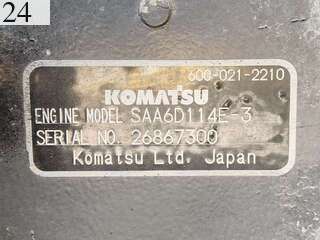 24
600-021-2210
KOMATSU
ENGINE MODEL SAA6D114E-3
SERIAL NO. 26867300
Komatsu Ltd. Japan